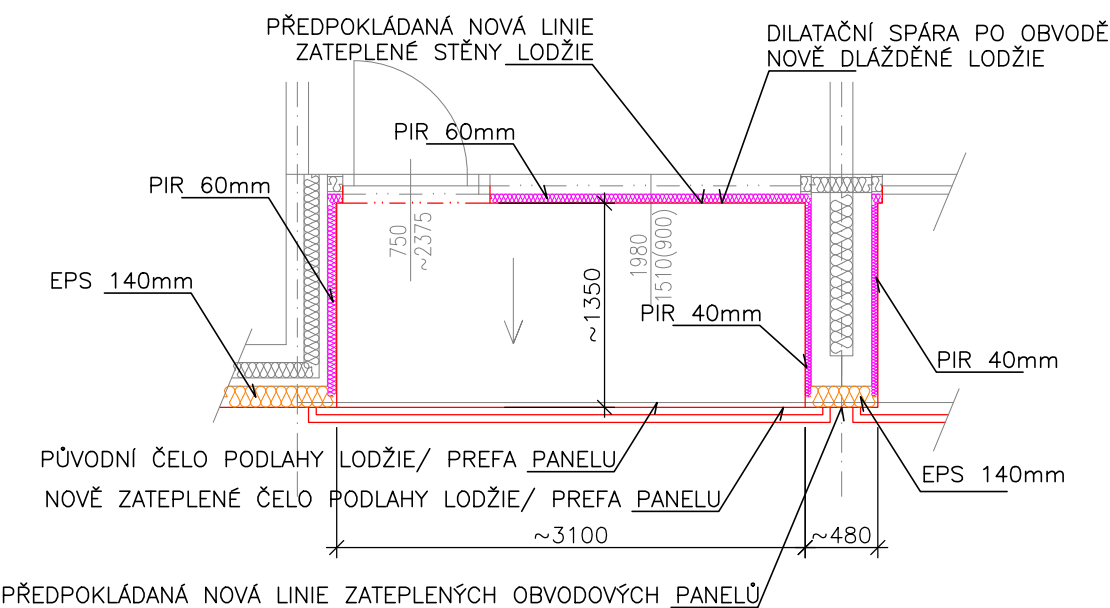 PŘEDPOKLÁDANÁ NOVÁ LINIE
ZATEPLENÉ STĚNY LODŽIE
DILATAČNÍ SPÁRA PO OBVODĚ
NOVĚ DLÁŽDĚNÉ LODŽIE
PIR 60mm
PIR 60mm
750
~2375
1980
1510(900)
EPS 140mm
~1350
PIR 40mm
PIR 40mm
PŮVODNÍ ČELO PODLAHY LODŽIE/ PREFA PANELU
EPS 140mm
NOVĚ ZATEPLENÉ ČELO PODLAHY LODŽIE/ PREFA PANELU
~3100
~480
PŘEDPOKLÁDANÁ NOVÁ LINIE ZATEPLENÝCH OBVODOVÝCH PANELŮ